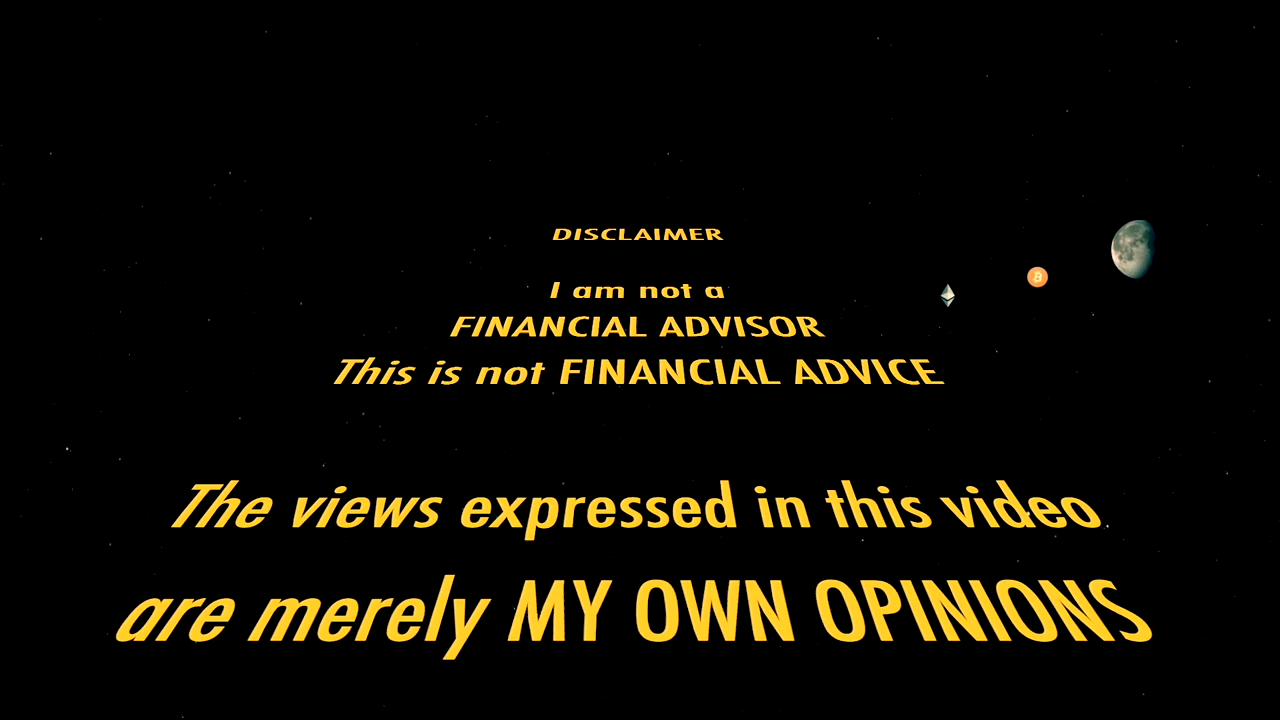 DISCLAIMER
I am not a
FINANCIAL ADVISOR
This is not FINANCIAL ADVICE
The views expressed in this video
are merely MY OWN OPINIONS